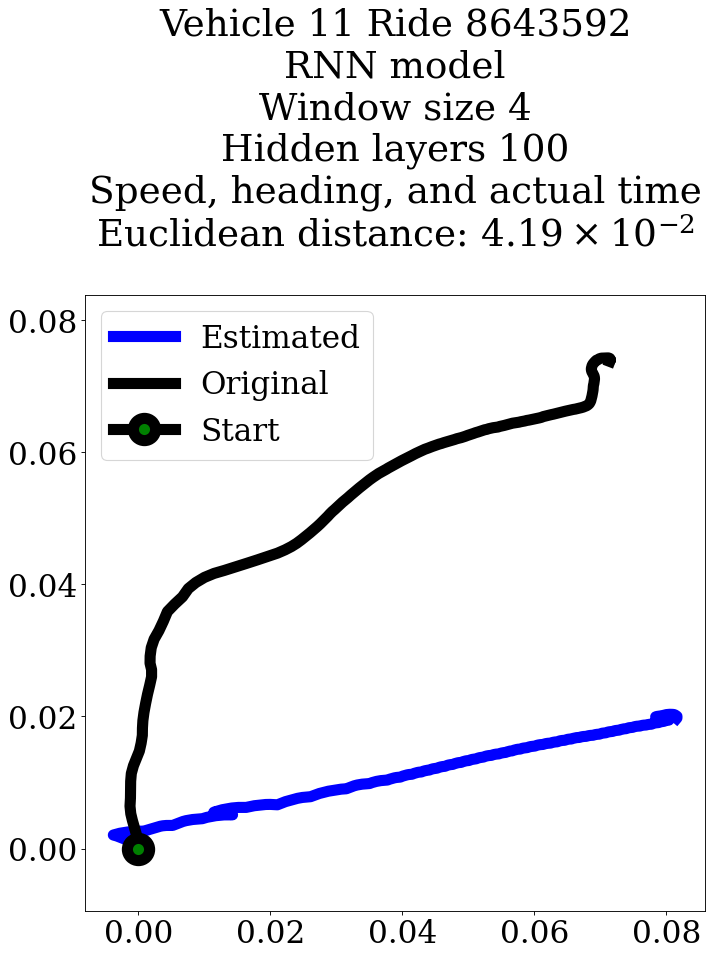 Vehicle 11 Ride 8643592
RNN model
Window size 4
Hidden layers 100
Speed, heading, and actual time
Euclidean distance: 4.19 × 10⁻²
Estimated
Original
Start
0.08
0.06
0.04
0.02
0.00
0.00 0.02 0.04 0.06 0.08